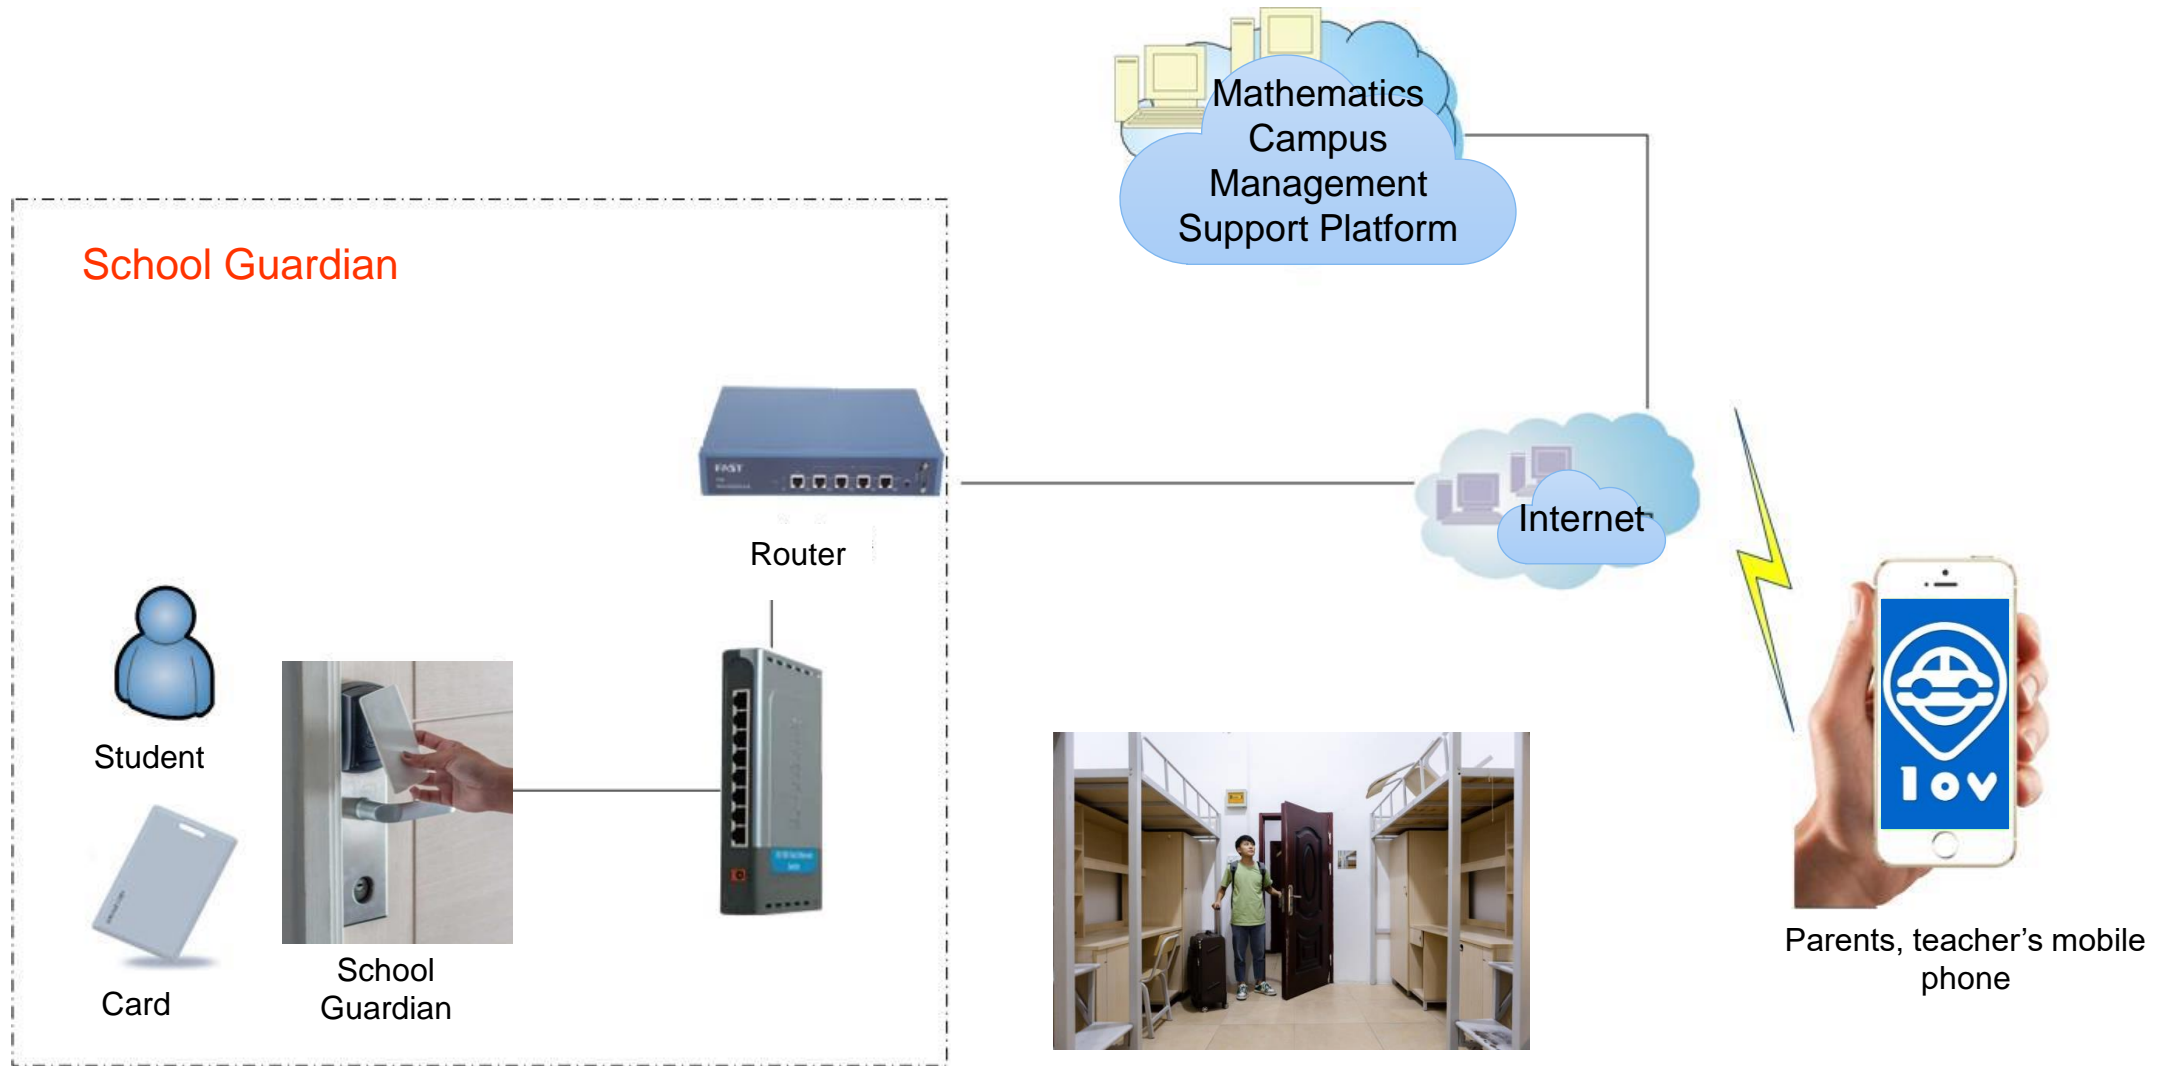 Mathematics
Campus
Management
Support Platform
School Guardian
FAST
Router
Internet
Student
Card
School
Guardian
lov
Parents, teacher’s mobile
phone